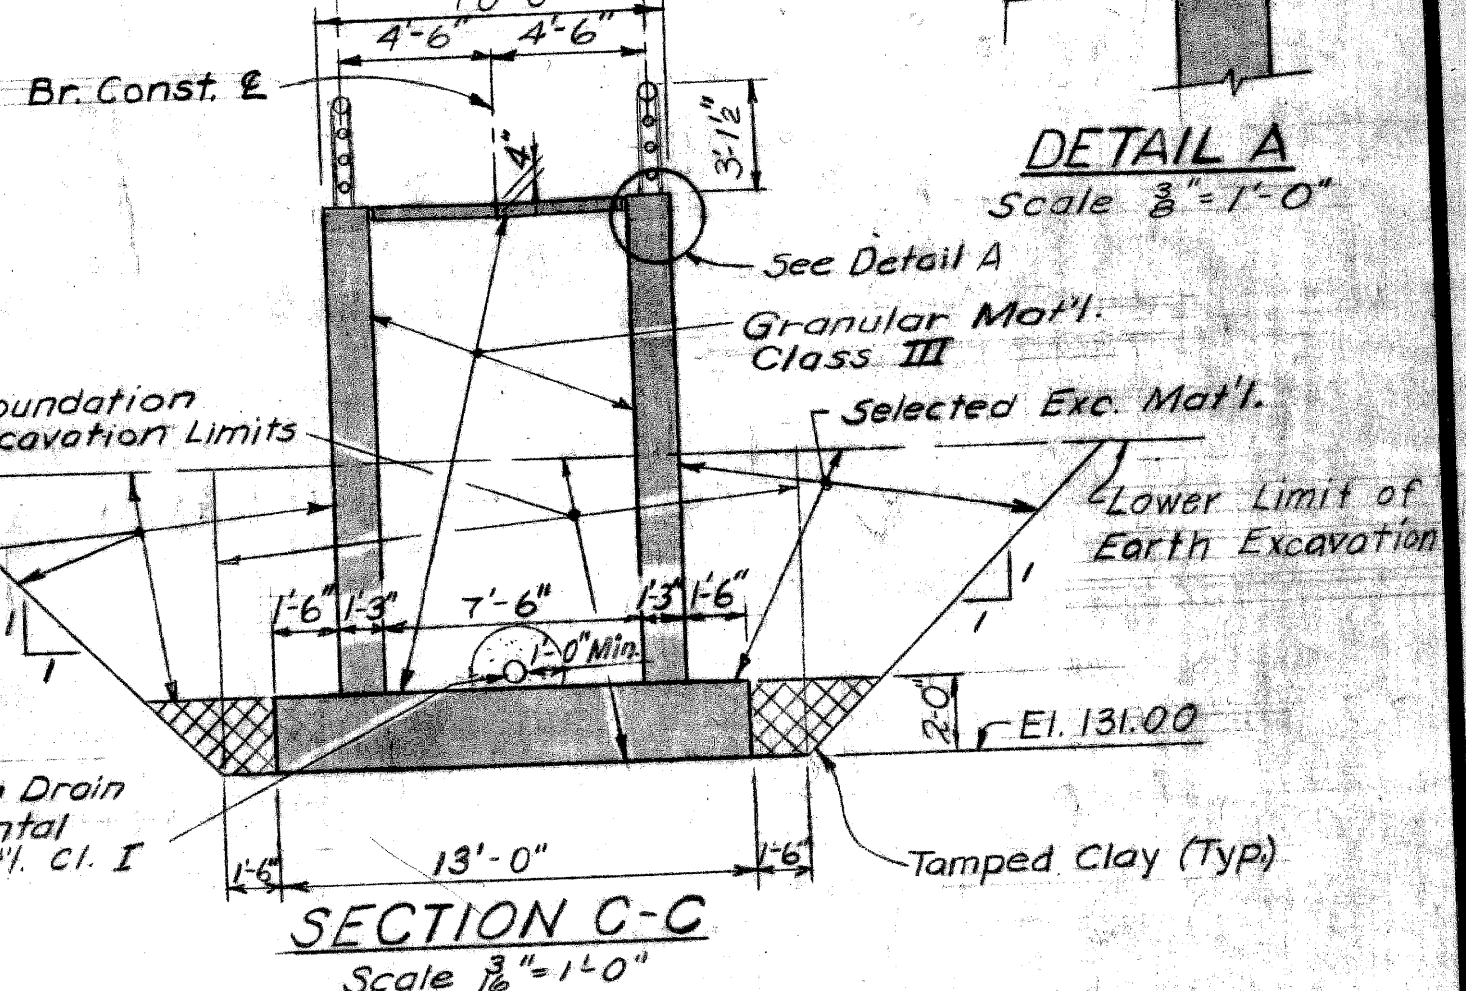 4'-6" 4'-6"
Br. Const. ℄
4"
3'-1½"
DETAIL A
Scale ⅜" = 1'-0"
See Detail A
Granular Mat'l.
Class III
oundation
cavation Limits
Selected Exc. Mat'l.
Lower Limit of
Earth Excavation
1
1
1
1
1'-6" 1'-3" 7'-6" 1'-3" 1'-6"
1'-0" Min.
2'-0"
El. 131.00
Drain
ntal
'l. Cl. I
1'-6" 13'-0" 1'-6"
Tamped Clay (Typ.)
SECTION C-C
Scale 3/16" = 1'-0"